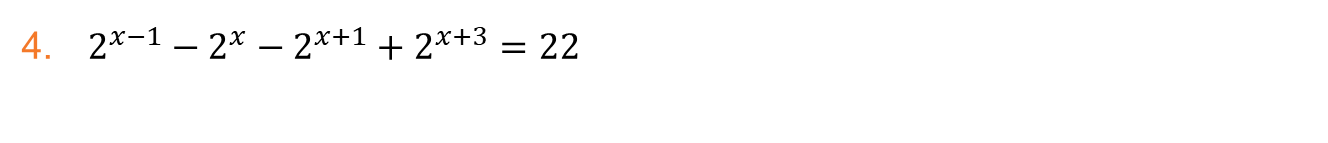 4. 2^{x−1} − 2^{x} − 2^{x+1} + 2^{x+3} = 22